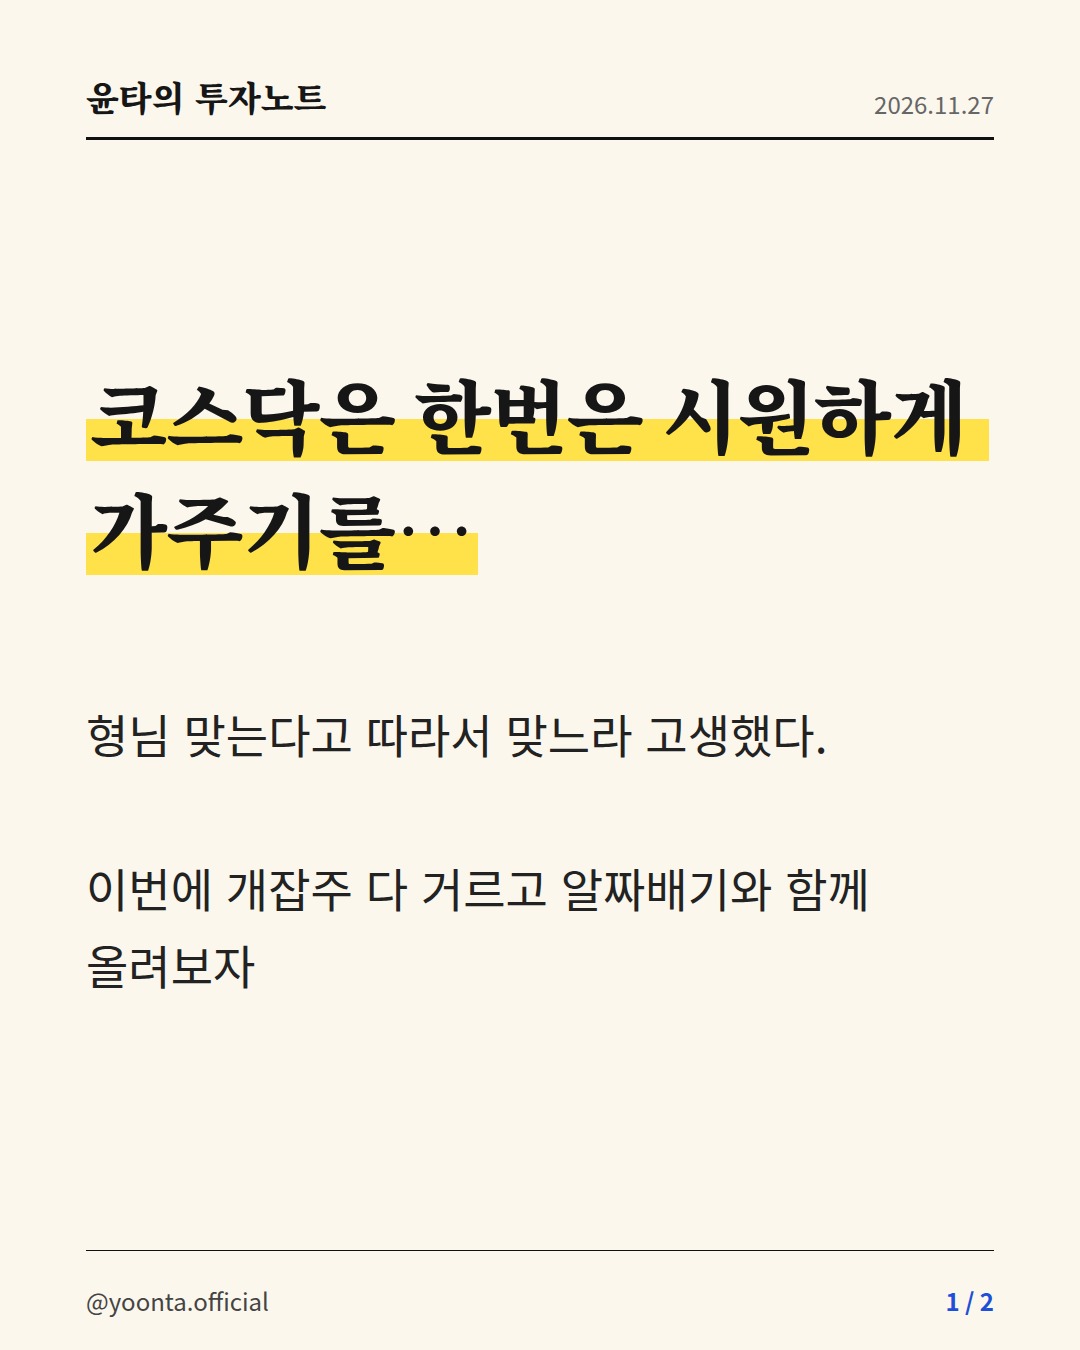 윤타의 투자노트
2026.11.27
코스닥은 한번은 시원하게
가주기를…
형님 맞는다고 따라서 맞느라 고생했다.
이번에 개잡주 다 거르고 알짜배기와 함께
올려보자
@yoonta.official
1 / 2